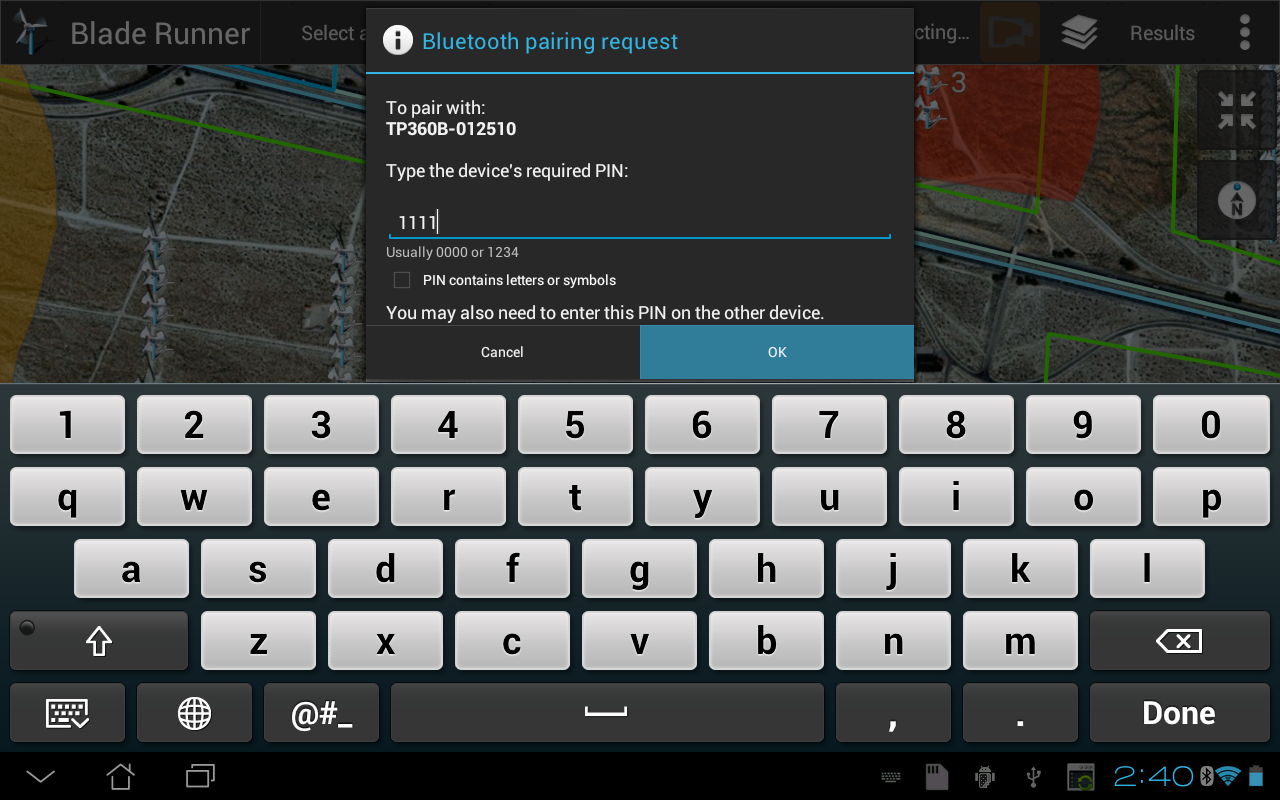 Blade Runner
Select a
cting...
Results
Bluetooth pairing request
To pair with:
TP360B-012510
Type the device's required PIN:
1111
Usually 0000 or 1234
PIN contains letters or symbols
You may also need to enter this PIN on the other device.
Cancel
OK
-3
N
1 2 3 4 5 6 7 8 9 0
q w e r t y u i o p
a s d f g h j k l
z x c v b n m
@#_ , . Done
2:40